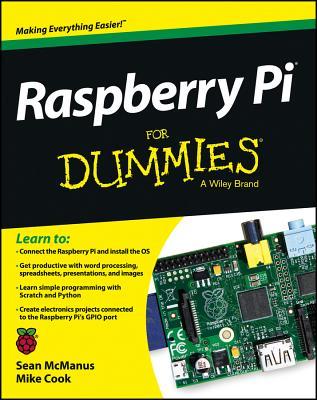 Making Everything Easier!™
Raspberry Pi®
FOR
DUMMIES®
A Wiley Brand
Learn to:
• Connect the Raspberry Pi and install the OS
• Get productive with word processing,
spreadsheets, presentations, and images
• Learn simple programming with
Scratch and Python
• Create electronics projects connected
to the Raspberry Pi's GPIO port
Sean McManus
Mike Cook